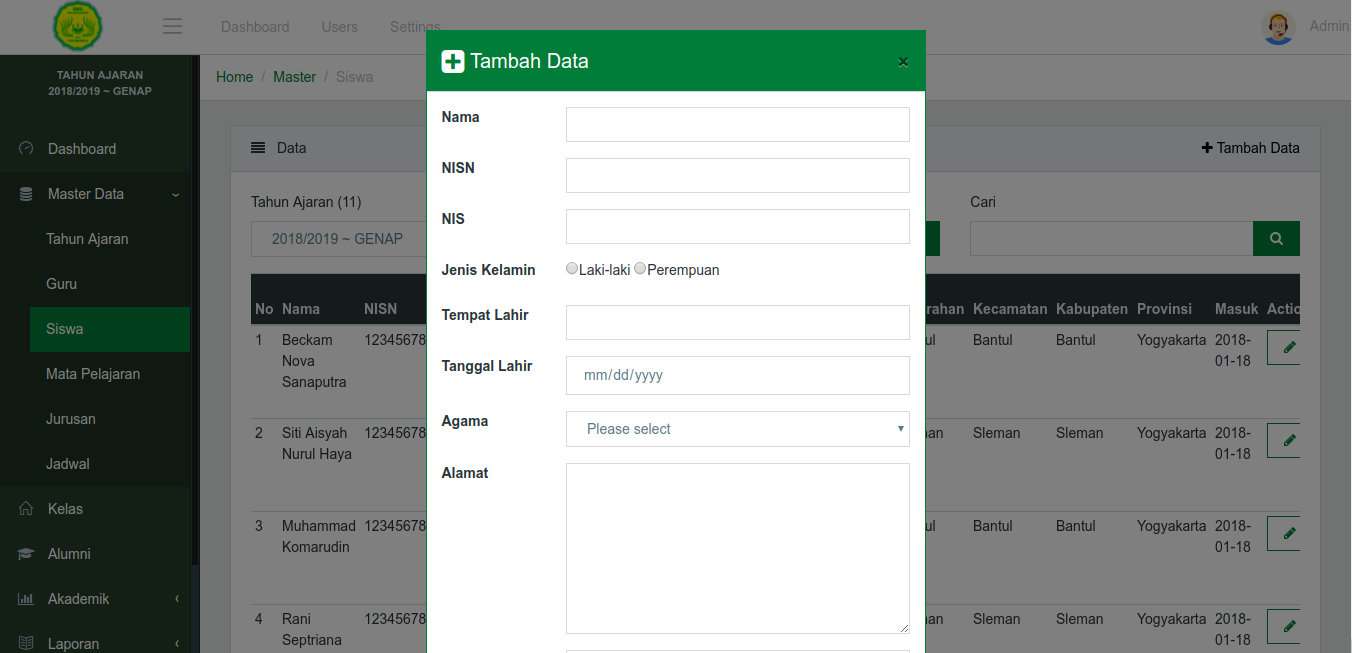 Dashboard
Users
Settings
Admin
TAHUN AJARAN
2018/2019 ~ GENAP
Dashboard
Master Data
Tahun Ajaran
Guru
Siswa
Mata Pelajaran
Jurusan
Jadwal
Kelas
Alumni
Akademik
Laporan
Home / Master / Siswa
Data
Tambah Data
Tahun Ajaran (11)
2018/2019 ~ GENAP
Cari
No Nama NISN rahan Kecamatan Kabupaten Provinsi Masuk Actio
1 Beckam 12345678 ul Bantul Bantul Yogyakarta 2018-
Nova 01-18
Sanaputra
2 Siti Aisyah 12345678 an Sleman Sleman Yogyakarta 2018-
Nurul Haya 01-18
3 Muhammad 12345678 ul Bantul Bantul Yogyakarta 2018-
Komarudin 01-18
4 Rani 12345678 an Sleman Sleman Yogyakarta 2018-
Septriana 01-18
Tambah Data ×
Nama
NISN
NIS
Jenis Kelamin Laki-laki Perempuan
Tempat Lahir
Tanggal Lahir mm/dd/yyyy
Agama Please select
Alamat